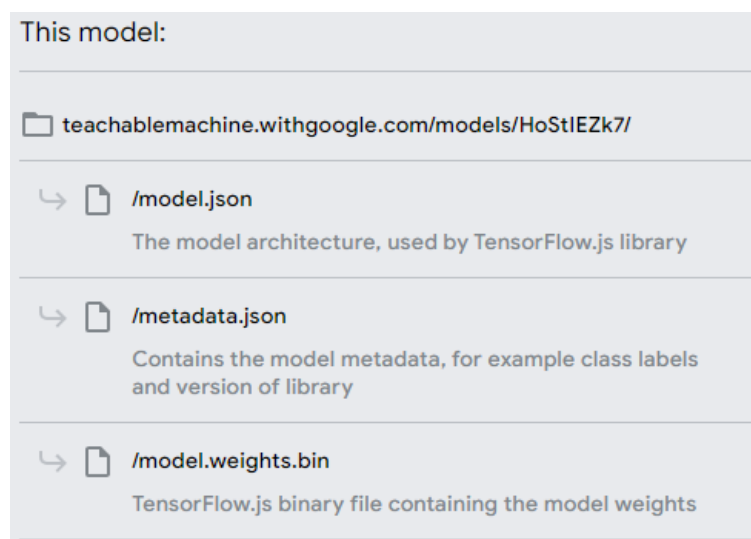 This model:
teachablemachine.withgoogle.com/models/HoStIEZk7/
/model.json
The model architecture, used by TensorFlow.js library
/metadata.json
Contains the model metadata, for example class labels
and version of library
/model.weights.bin
TensorFlow.js binary file containing the model weights